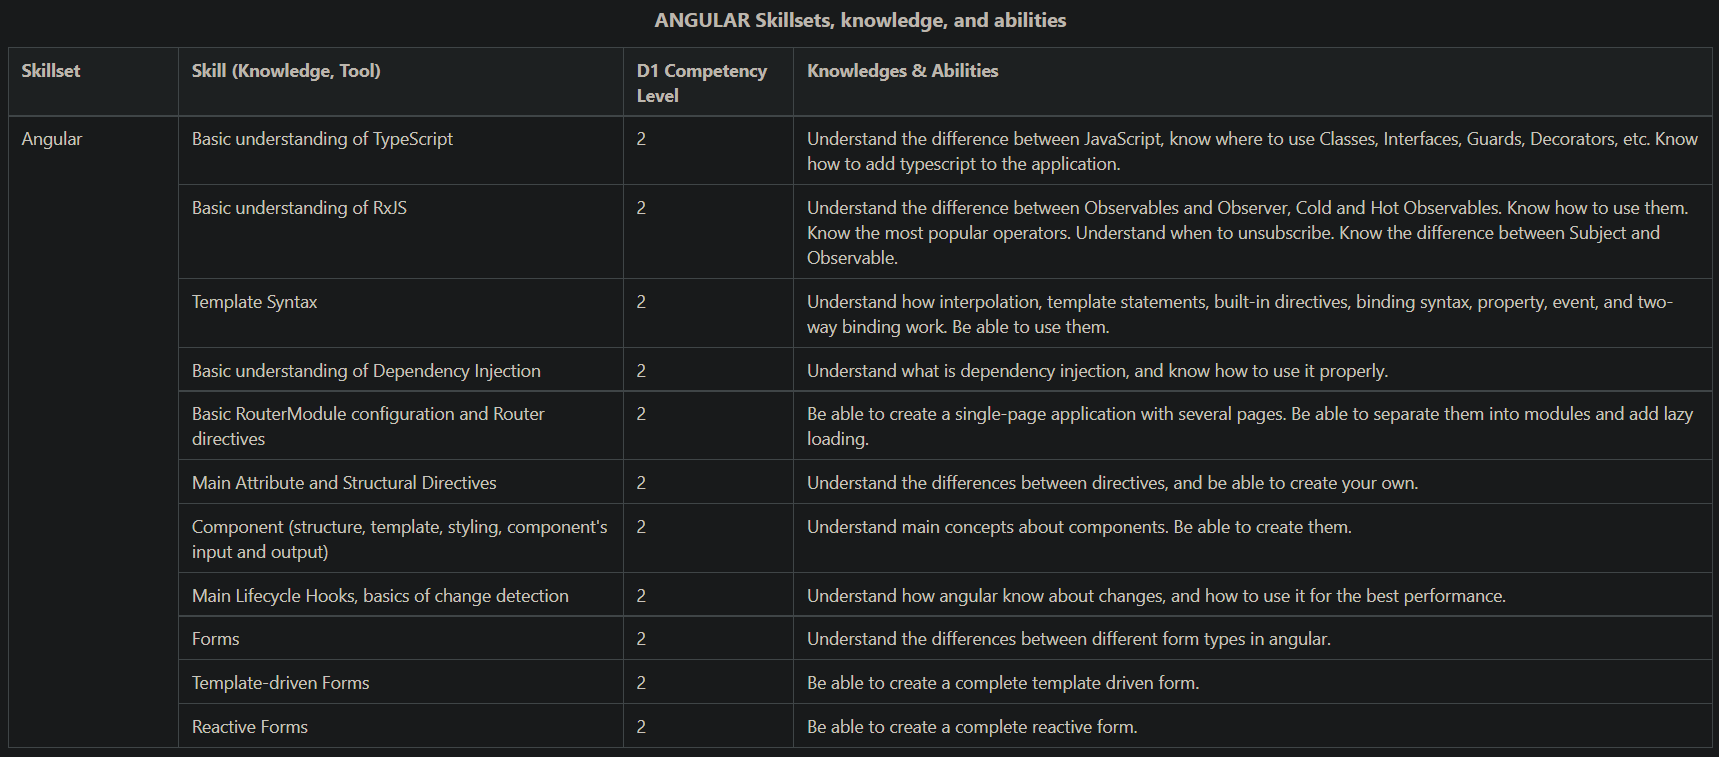 ANGULAR Skillsets, knowledge, and abilities
Skillset
Skill (Knowledge, Tool)
D1 Competency
Level
Knowledges & Abilities
Angular
Basic understanding of TypeScript
2
Understand the difference between JavaScript, know where to use Classes, Interfaces, Guards, Decorators, etc. Know
how to add typescript to the application.
Basic understanding of RxJS
2
Understand the difference between Observables and Observer, Cold and Hot Observables. Know how to use them.
Know the most popular operators. Understand when to unsubscribe. Know the difference between Subject and
Observable.
Template Syntax
2
Understand how interpolation, template statements, built-in directives, binding syntax, property, event, and two-
way binding work. Be able to use them.
Basic understanding of Dependency Injection
2
Understand what is dependency injection, and know how to use it properly.
Basic RouterModule configuration and Router
directives
2
Be able to create a single-page application with several pages. Be able to separate them into modules and add lazy
loading.
Main Attribute and Structural Directives
2
Understand the differences between directives, and be able to create your own.
Component (structure, template, styling, component's
input and output)
2
Understand main concepts about components. Be able to create them.
Main Lifecycle Hooks, basics of change detection
2
Understand how angular know about changes, and how to use it for the best performance.
Forms
2
Understand the differences between different form types in angular.
Template-driven Forms
2
Be able to create a complete template driven form.
Reactive Forms
2
Be able to create a complete reactive form.